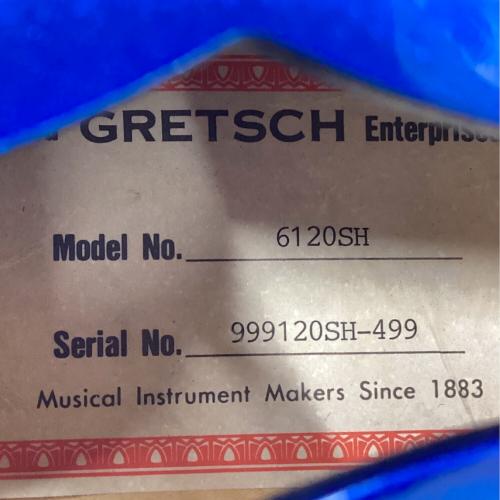 GRETSCH Enterprises
Model No. 6120SH
Serial No. 999120SH-499
Musical Instrument Makers Since 1883